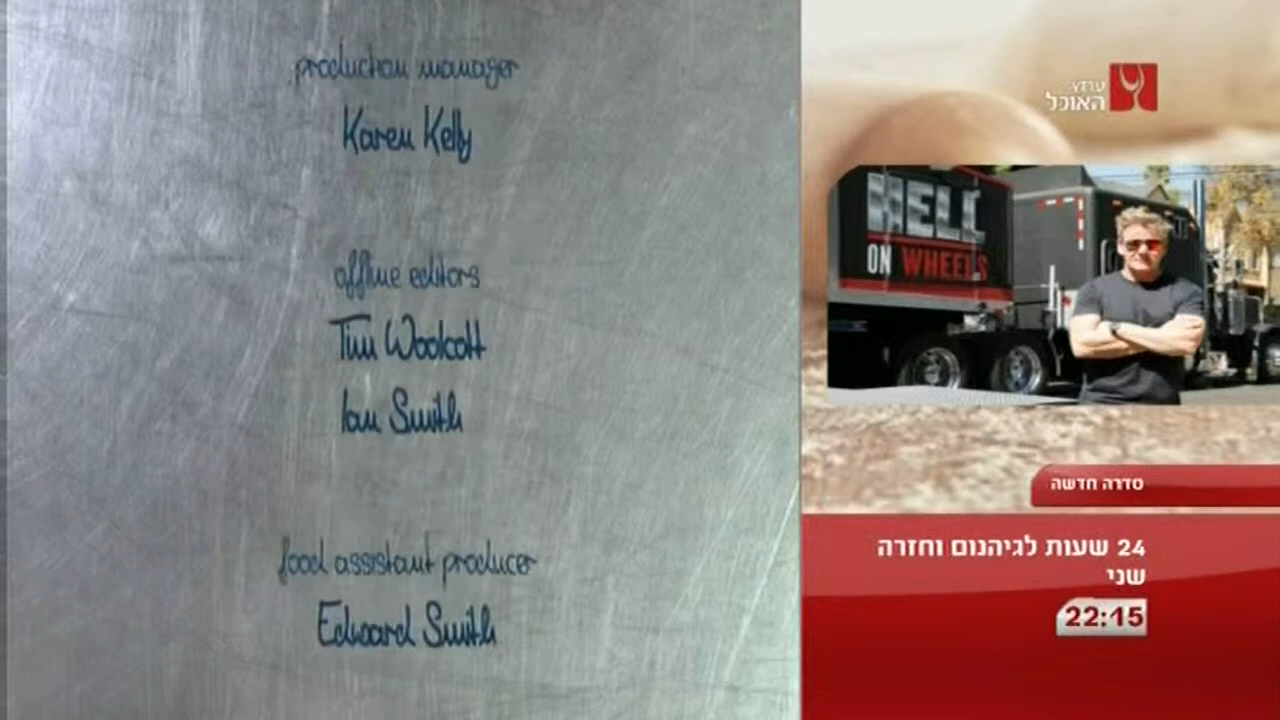 production manager
Karen Kelly
offline editors
Tim Woolcott
Ian Smith
food assistant producer
Edward Smith
ערוץ
האוכל
HELL
ON WHEELS
סדרה חדשה
24 שעות לגיהנום וחזרה
שני
22:15